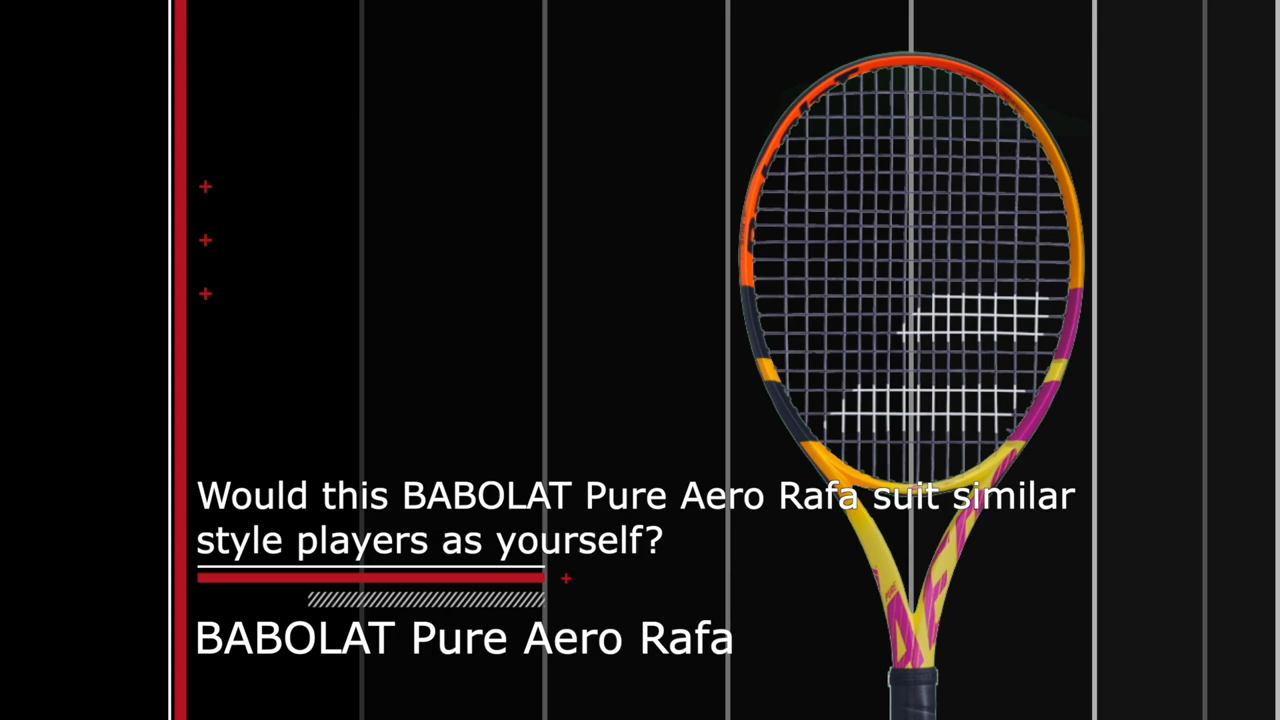 Would this BABOLAT Pure Aero Rafa suit similar
style players as yourself?
BABOLAT Pure Aero Rafa